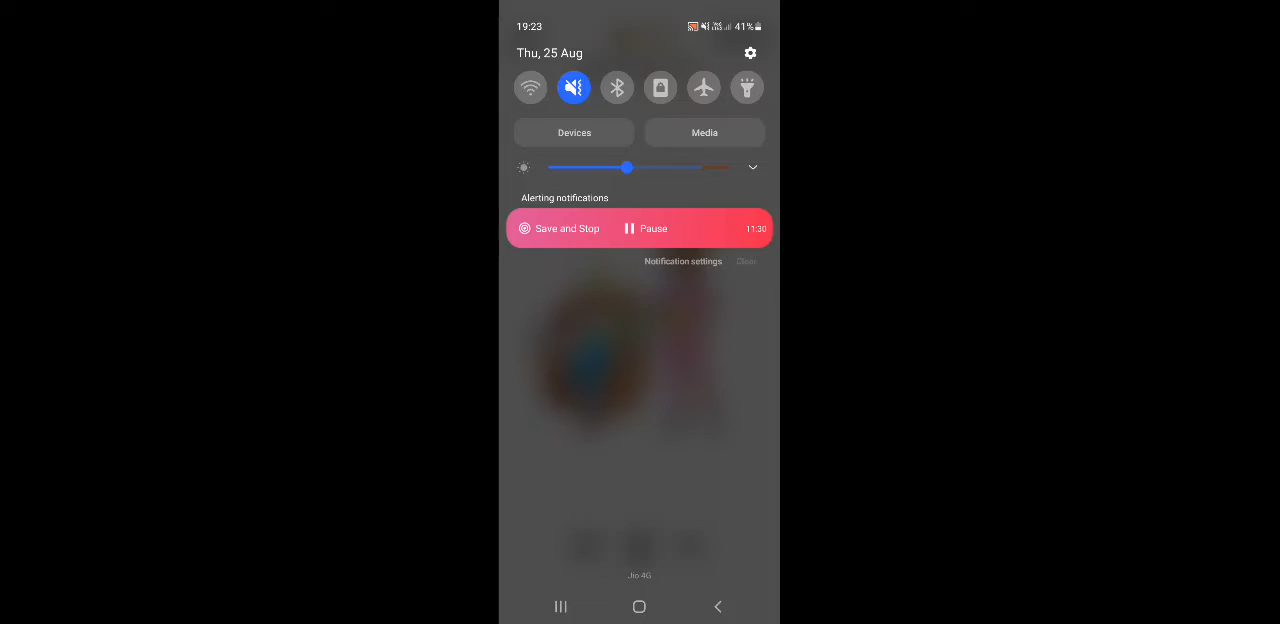 19:23 41%
Thu, 25 Aug
Devices Media
Alerting notifications
Save and Stop Pause 11:30
Notification settings Clear
Jio 4G